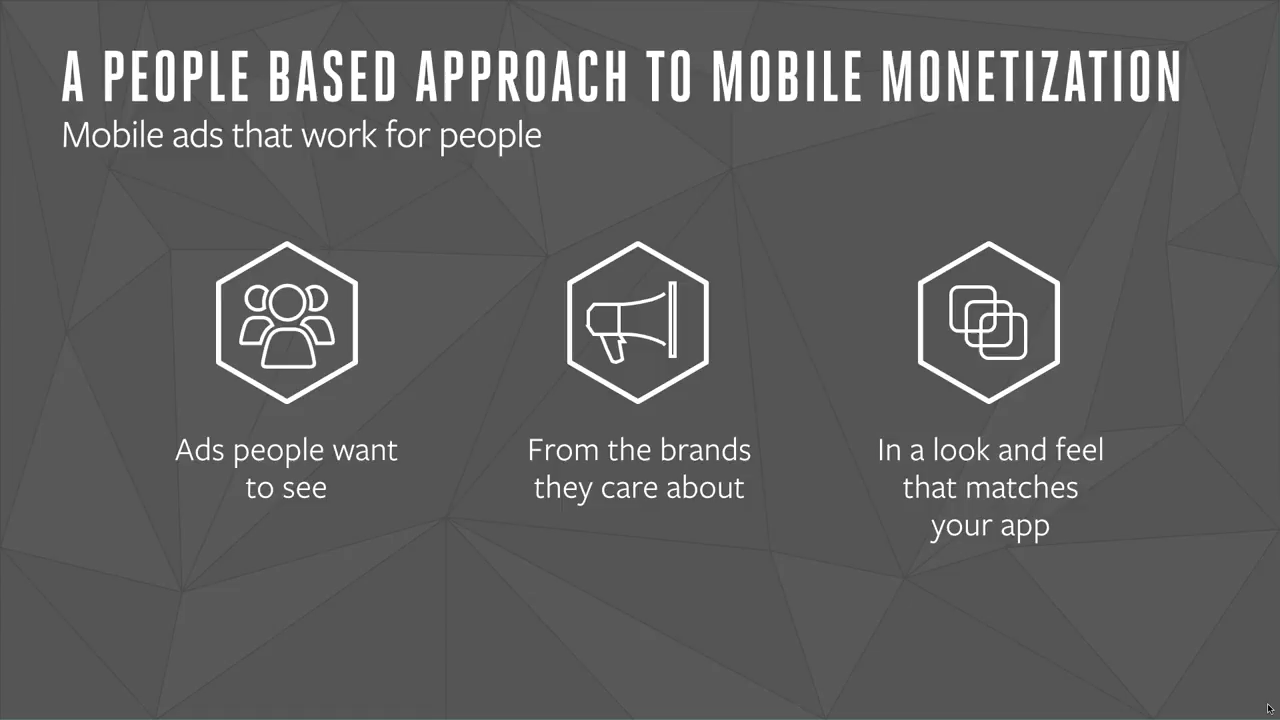 A PEOPLE BASED APPROACH TO MOBILE MONETIZATION
Mobile ads that work for people
Ads people want
to see
From the brands
they care about
In a look and feel
that matches
your app